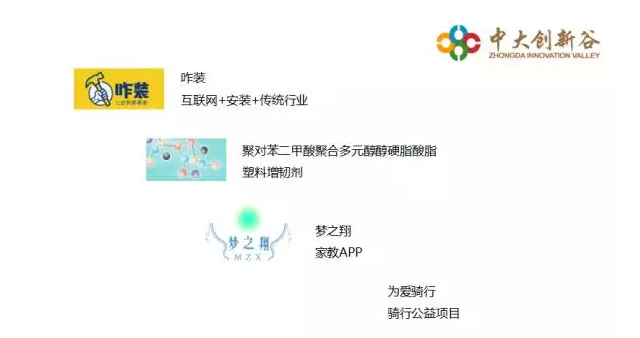 中大创新谷
ZHONGDA INNOVATION VALLEY
咋装
咋装
互联网+安装+传统行业
聚对苯二甲酸聚合多元醇醇硬脂酸脂
塑料增韧剂
梦之翔
MZX
梦之翔
家教APP
为爱骑行
骑行公益项目